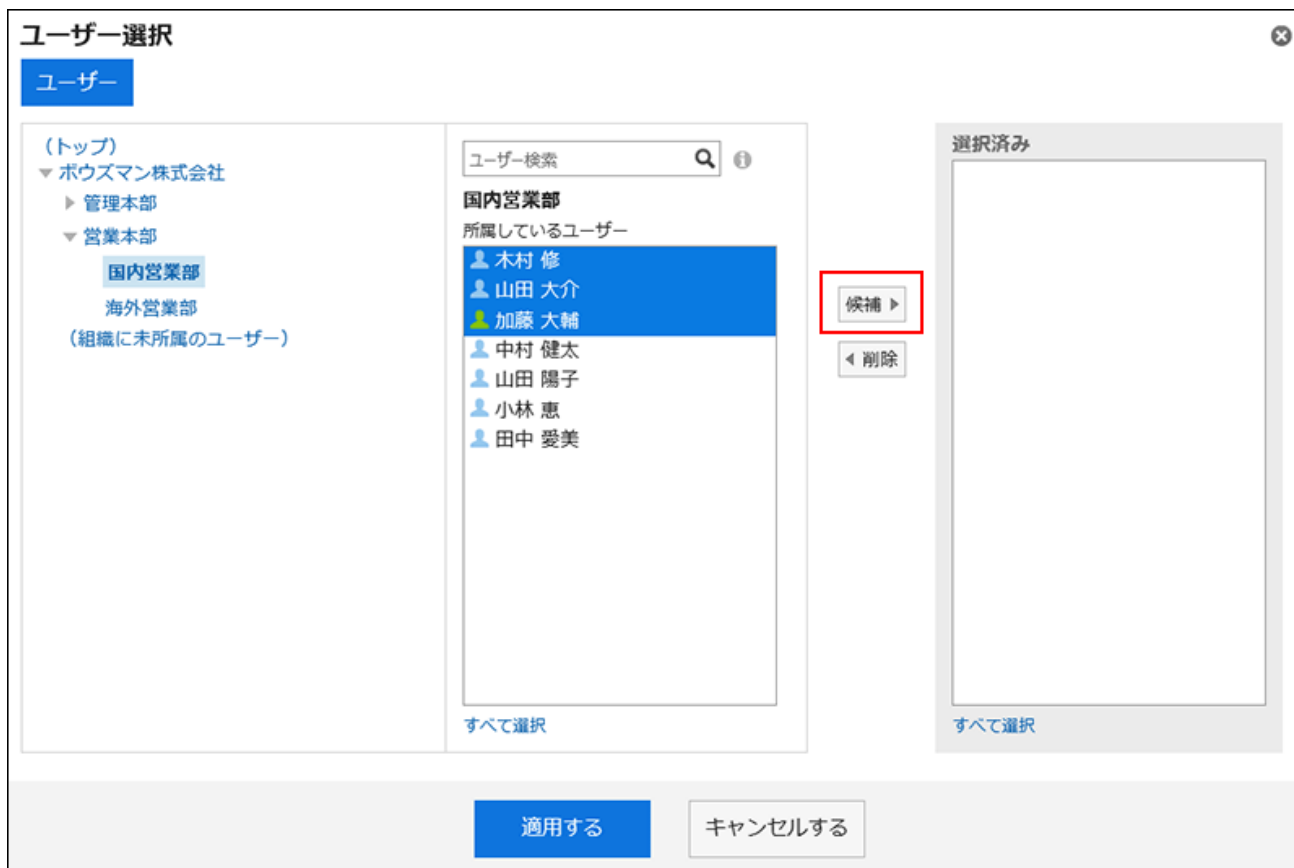 ユーザー選択
ユーザー
（トップ）
ボウズマン株式会社
管理本部
営業本部
国内営業部
海外営業部
（組織に未所属のユーザー）
ユーザー検索
国内営業部
所属しているユーザー
木村 修
山田 大介
加藤 大輔
中村 健太
山田 陽子
小林 恵
田中 愛美
すべて選択
候補
削除
選択済み
すべて選択
適用する
キャンセルする